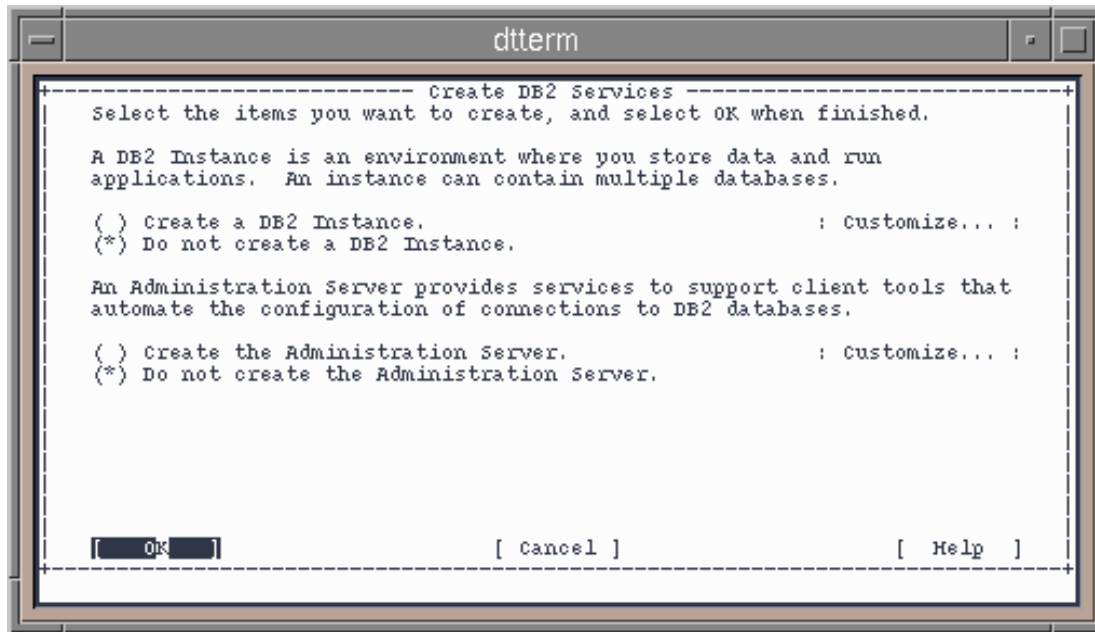 dtterm
Create DB2 Services
Select the items you want to create, and select OK when finished.
A DB2 Instance is an environment where you store data and run
applications.  An instance can contain multiple databases.
( ) Create a DB2 Instance. : Customize... :
(*) Do not create a DB2 Instance.
An Administration Server provides services to support client tools that
automate the configuration of connections to DB2 databases.
( ) Create the Administration Server. : Customize... :
(*) Do not create the Administration Server.
[ OK ] [ Cancel ] [ Help ]